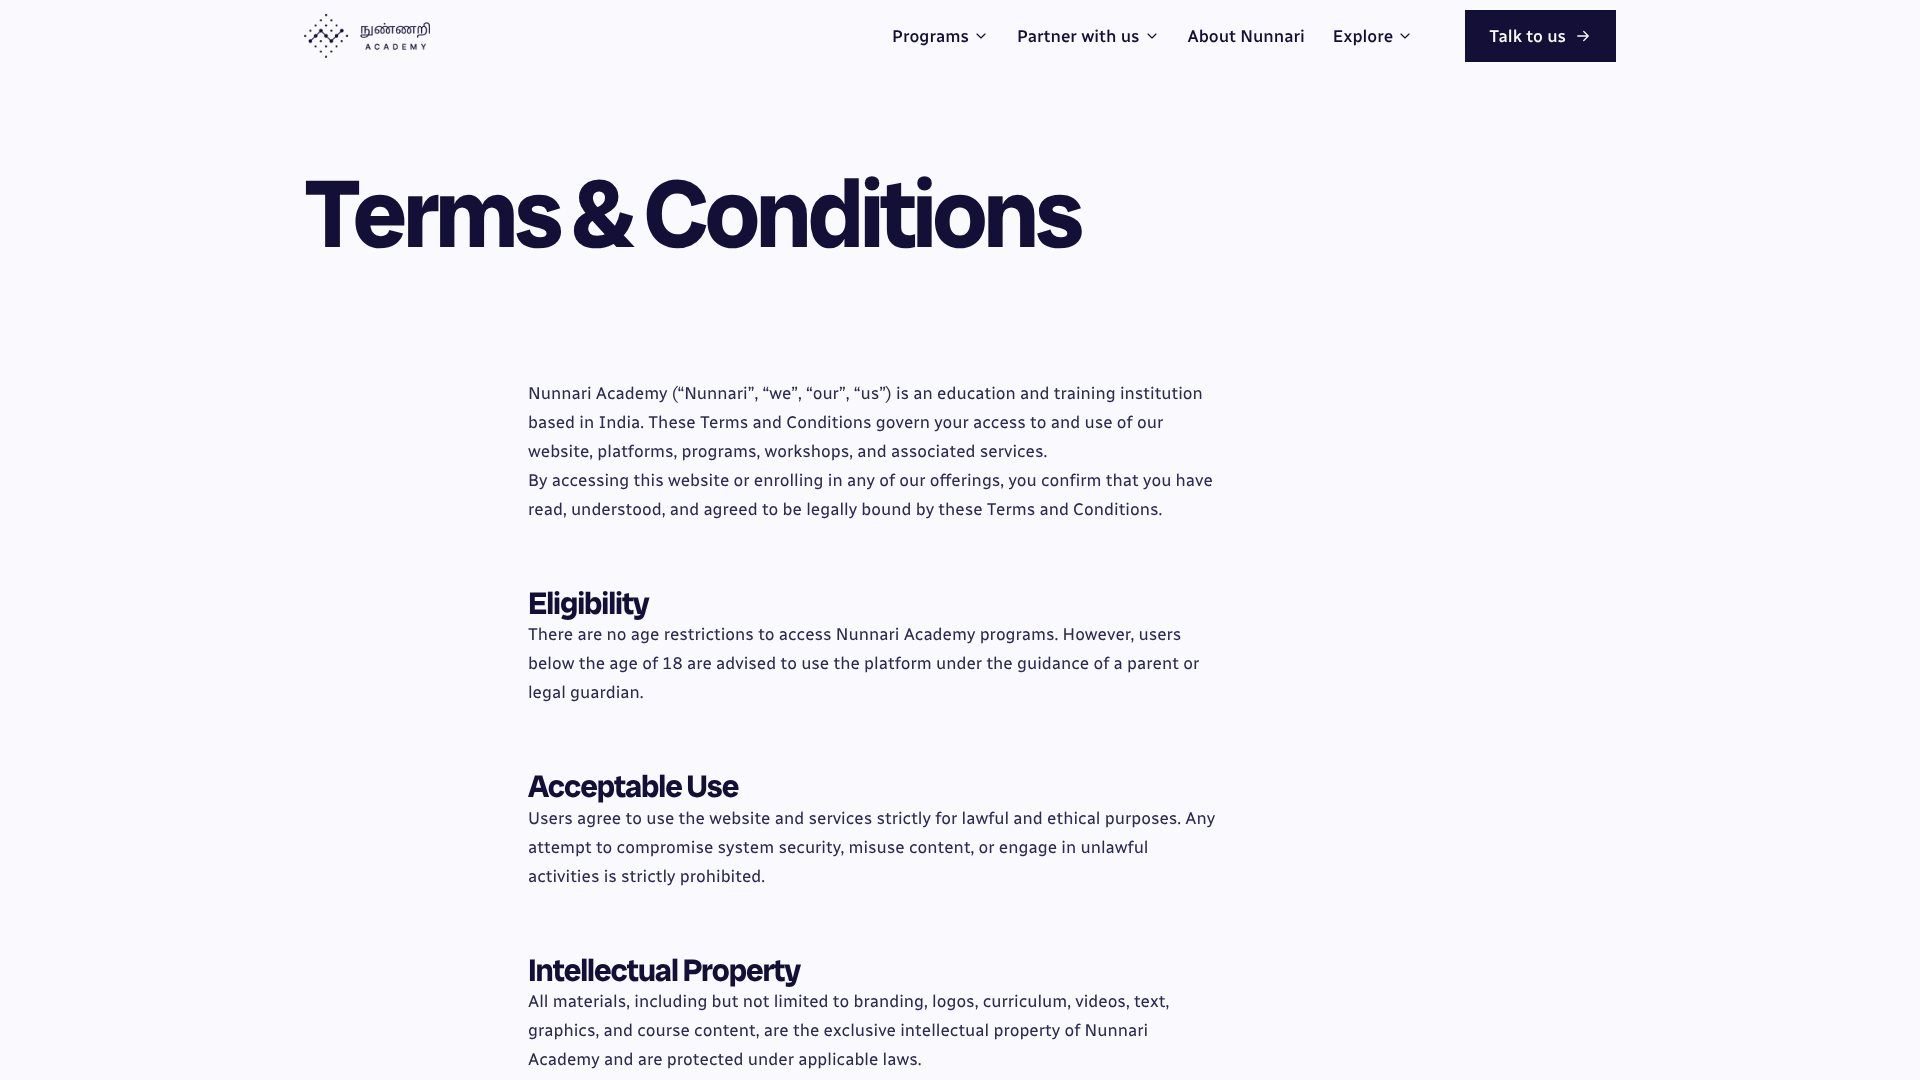 நுண்ணறி
ACADEMY
Programs
Partner with us
About Nunnari
Explore
Talk to us →
Terms & Conditions
Nunnari Academy (“Nunnari”, “we”, “our”, “us”) is an education and training institution
based in India. These Terms and Conditions govern your access to and use of our
website, platforms, programs, workshops, and associated services.
By accessing this website or enrolling in any of our offerings, you confirm that you have
read, understood, and agreed to be legally bound by these Terms and Conditions.
Eligibility
There are no age restrictions to access Nunnari Academy programs. However, users
below the age of 18 are advised to use the platform under the guidance of a parent or
legal guardian.
Acceptable Use
Users agree to use the website and services strictly for lawful and ethical purposes. Any
attempt to compromise system security, misuse content, or engage in unlawful
activities is strictly prohibited.
Intellectual Property
All materials, including but not limited to branding, logos, curriculum, videos, text,
graphics, and course content, are the exclusive intellectual property of Nunnari
Academy and are protected under applicable laws.